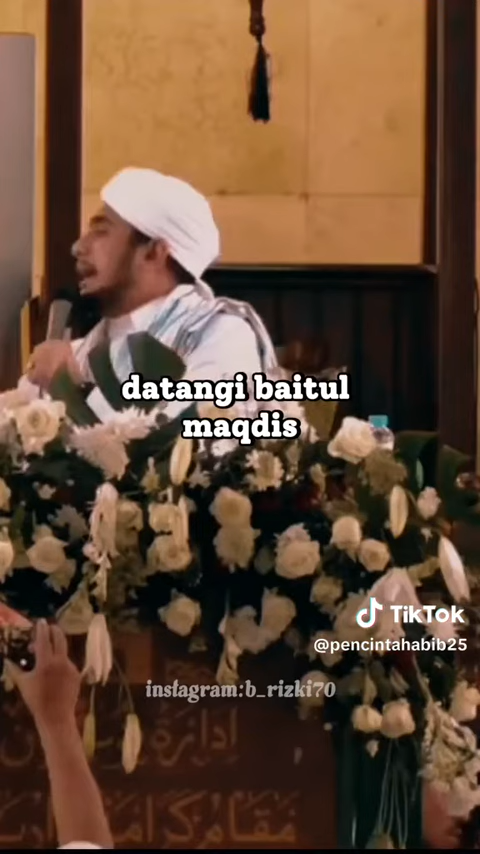 datangi baitul
maqdis
TikTok
@pencintahabib25
instagram:b_rizki70